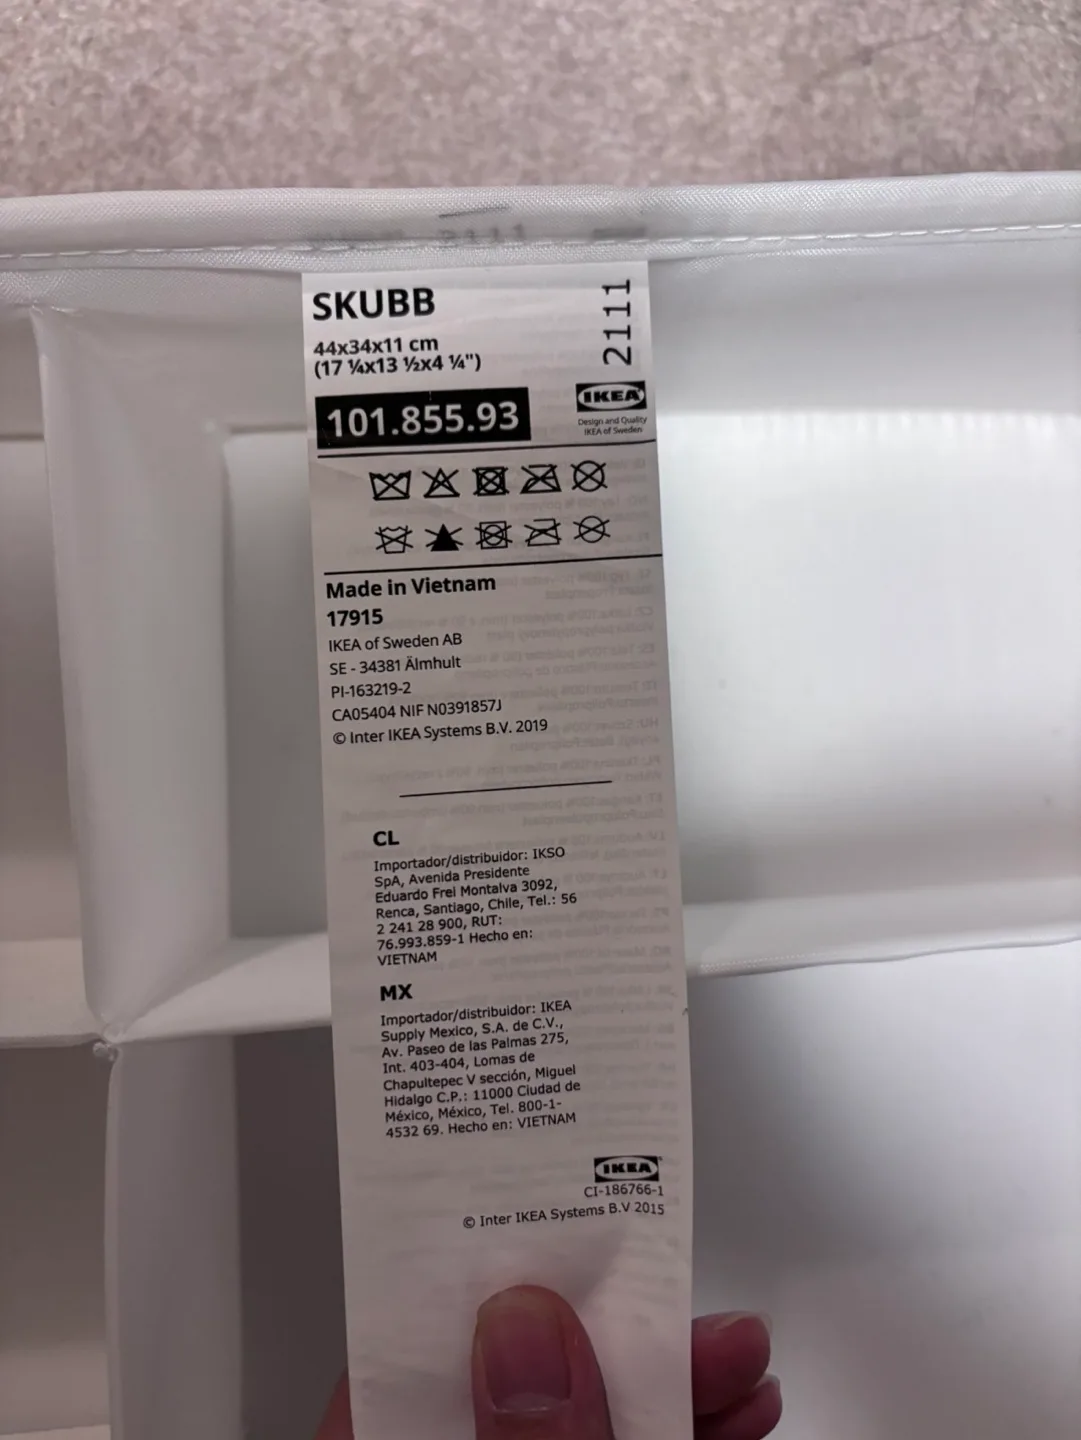 SKUBB
2111
44x34x11 cm
(17 ¼x13 ½x4 ¼")
101.855.93
IKEA
Design and Quality
IKEA of Sweden
Made in Vietnam
17915
IKEA of Sweden AB
SE - 34381 Älmhult
PI-163219-2
CA05404 NIF N0391857J
© Inter IKEA Systems B.V. 2019
CL
Importador/distribuidor: IKSO
SpA, Avenida Presidente
Eduardo Frei Montalva 3092,
Renca, Santiago, Chile, Tel.: 56
2 241 28 900, RUT:
76.993.859-1 Hecho en:
VIETNAM
MX
Importador/distribuidor: IKEA
Supply Mexico, S.A. de C.V.,
Av. Paseo de las Palmas 275,
Int. 403-404, Lomas de
Chapultepec V sección, Miguel
Hidalgo C.P.: 11000 Ciudad de
México, México, Tel. 800-1-
4532 69. Hecho en: VIETNAM
IKEA
CI-186766-1
© Inter IKEA Systems B.V 2015